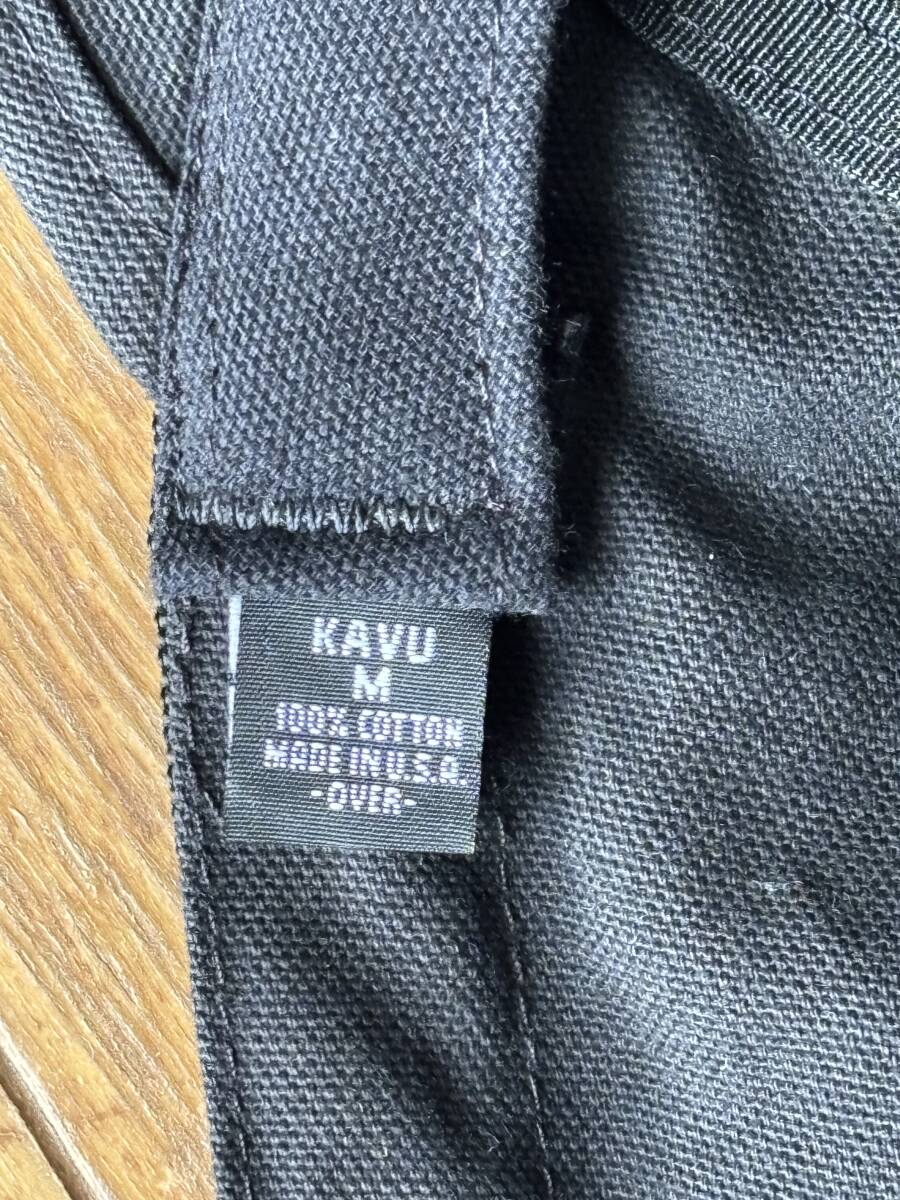 KAVU
M
100% COTTON
MADE IN U.S.A.
-OVER-